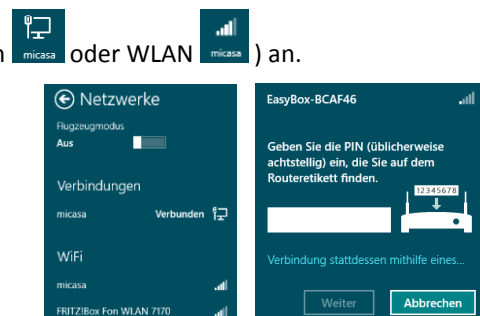 n micasa oder WLAN micasa ) an.
Netzwerke
Flugzeugmodus
Aus
Verbindungen
micasa Verbunden
WiFi
micasa
FRITZ!Box Fon WLAN 7170
EasyBox-BCAF46
Geben Sie die PIN (üblicherweise
achtstellig) ein, die Sie auf dem
Routeretikett finden.
12345678
Verbindung stattdessen mithilfe eines...
Weiter Abbrechen